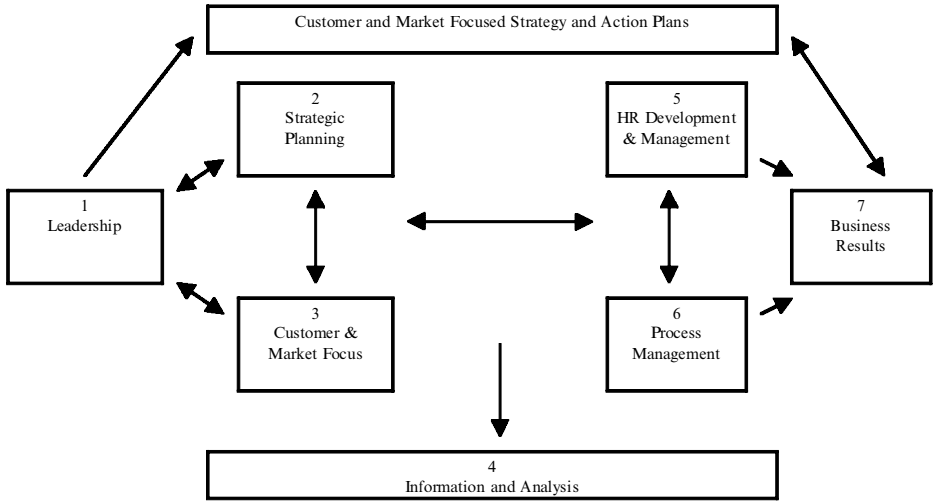 Customer and Market Focused Strategy and Action Plans
2
Strategic
Planning
5
HR Development
& Management
1
Leadership
7
Business
Results
3
Customer &
Market Focus
6
Process
Management
4
Information and Analysis